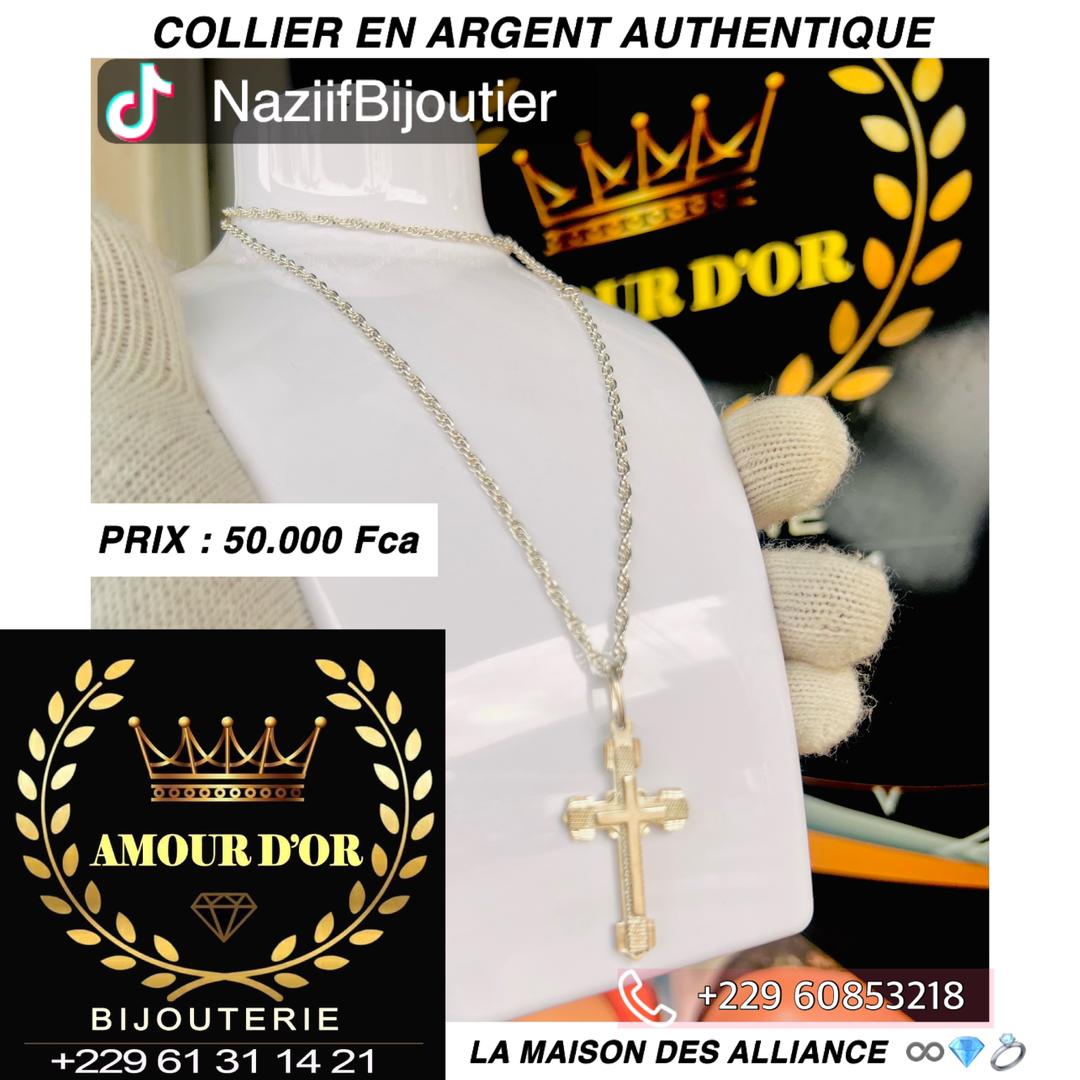 COLLIER EN ARGENT AUTHENTIQUE
NaziifBijoutier
UR D'OR
PRIX : 50.000 Fca
AMOUR D'OR
BIJOUTERIE
+229 61 31 14 21
+229 60853218
LA MAISON DES ALLIANCE ♾️💎💍